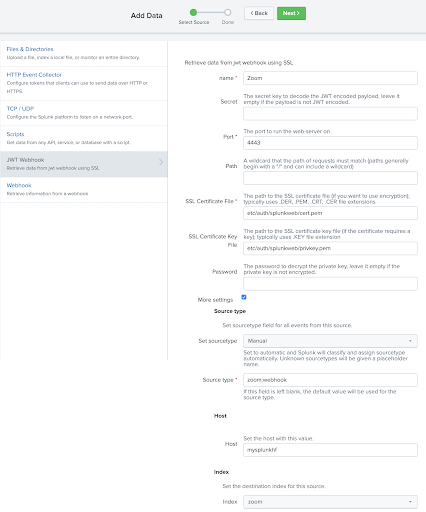 Add Data
Select Source
Done
< Back
Next >
Files & Directories
Upload a file, index a local file, or monitor an entire directory.
HTTP Event Collector
Configure tokens that clients can use to send data over HTTP or
HTTPS.
TCP / UDP
Configure the Splunk platform to listen on a network port.
Scripts
Get data from any API, service, or database with a script.
JWT Webhook
Retrieve data from jwt webhook using SSL
Webhook
Retrieve information from a webhook
Retrieve data from jwt webhook using SSL
name *
Zoom
The secret key to decode the JWT encoded payload, leave it
empty if the payload is not JWT encoded.
Secret
The port to run the web-server on
Port *
4443
A wildcard that the path of requests must match (paths generally
begin with a "/" and can include a wildcard)
Path
The path to the SSL certificate file (if you want to use encryption);
typically uses .DER, .PEM, .CRT, .CER file extensions
SSL Certificate File *
etc/auth/splunkweb/cert.pem
The path to the SSL certificate key file (if the certificate requires a
key); typically uses .KEY file extension
SSL Certificate Key
File
etc/auth/splunkweb/privkey.pem
The password to decrypt the private key, leave it empty if the
private key is not encrypted.
Password
More settings
Source type
Set sourcetype field for all events from this source.
Set sourcetype
Manual
Set to automatic and Splunk will classify and assign sourcetype
automatically. Unknown sourcetypes will be given a placeholder
name.
Source type *
zoom:webhook
If this field is left blank, the default value will be used for the
source type.
Host
Set the host with this value.
Host
mysplunkhf
Index
Set the destination index for this source.
Index
zoom